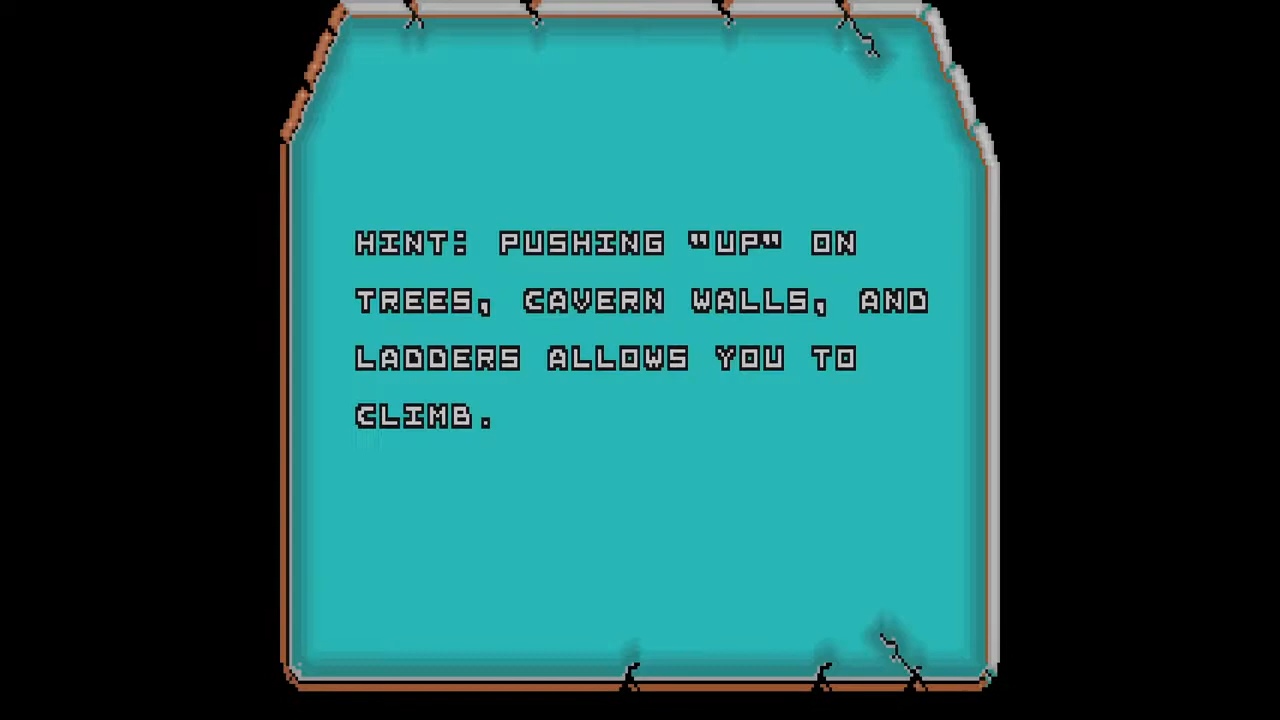 HINT: PUSHING "UP" ON
TREES, CAVERN WALLS, AND
LADDERS ALLOWS YOU TO
CLIMB.